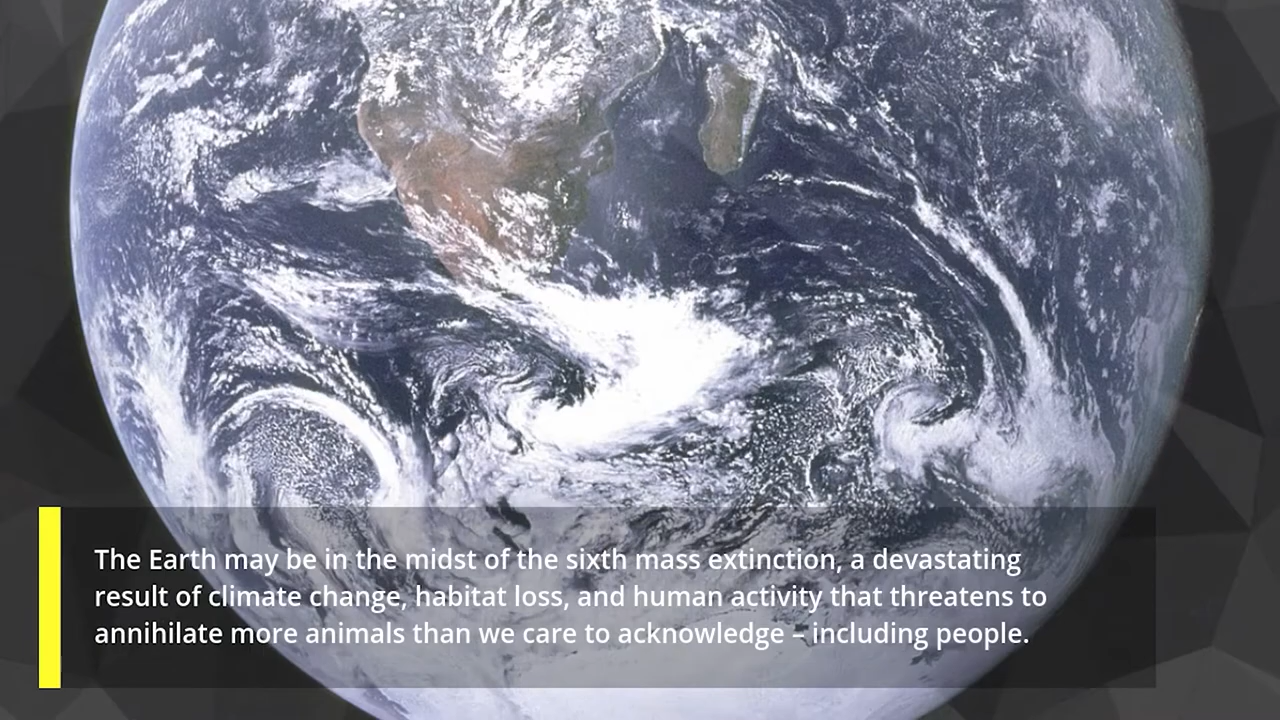 The Earth may be in the midst of the sixth mass extinction, a devastating
result of climate change, habitat loss, and human activity that threatens to
annihilate more animals than we care to acknowledge – including people.